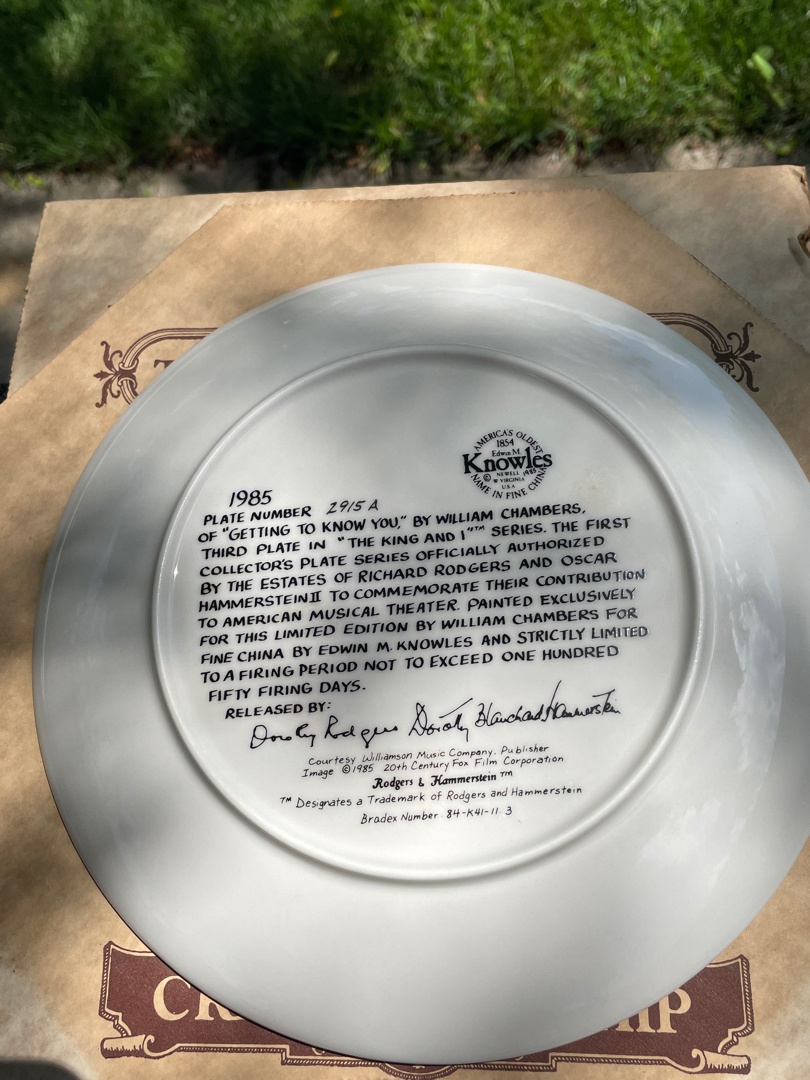 AMERICA'S OLDEST
1854
Edwin M.
Knowles
© NEWELL 1985
W VIRGINIA
U.S.A
NAME IN FINE CHINA
1985
PLATE NUMBER 2915 A
OF "GETTING TO KNOW YOU," BY WILLIAM CHAMBERS,
THIRD PLATE IN "THE KING AND I"™ SERIES. THE FIRST
COLLECTOR'S PLATE SERIES OFFICIALLY AUTHORIZED
BY THE ESTATES OF RICHARD RODGERS AND OSCAR
HAMMERSTEIN II TO COMMEMORATE THEIR CONTRIBUTION
TO AMERICAN MUSICAL THEATER. PAINTED EXCLUSIVELY
FOR THIS LIMITED EDITION BY WILLIAM CHAMBERS FOR
FINE CHINA BY EDWIN M. KNOWLES AND STRICTLY LIMITED
TO A FIRING PERIOD NOT TO EXCEED ONE HUNDRED
FIFTY FIRING DAYS.
RELEASED BY:
Dorothy Rodgers Dorothy Blanchard Hammerstein
Courtesy Williamson Music Company. Publisher
Image ©1985 20th Century Fox Film Corporation
Rodgers & Hammerstein™
™ Designates a Trademark of Rodgers and Hammerstein
Bradex Number 84-K41-11.3